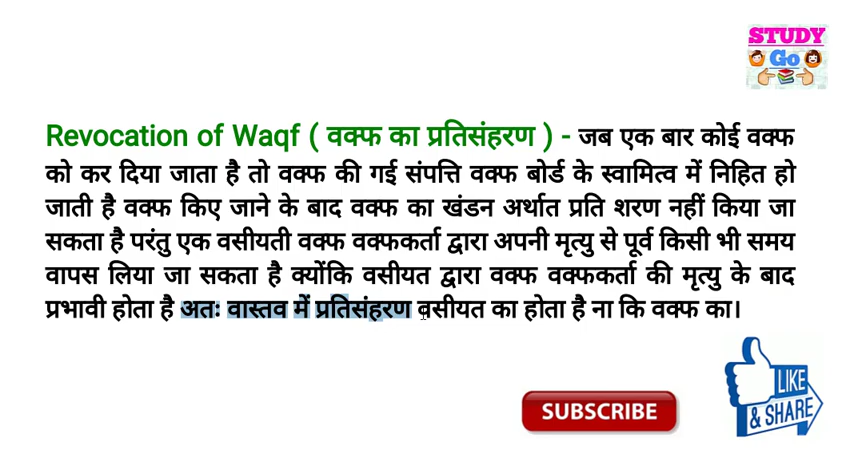 STUDY
Go
Revocation of Waqf ( वक्फ का प्रतिसंहरण ) - जब एक बार कोई वक्फ
को कर दिया जाता है तो वक्फ की गई संपत्ति वक्फ बोर्ड के स्वामित्व में निहित हो
जाती है वक्फ किए जाने के बाद वक्फ का खंडन अर्थात प्रति शरण नहीं किया जा
सकता है परंतु एक वसीयती वक्फ वक्फकर्ता द्वारा अपनी मृत्यु से पूर्व किसी भी समय
वापस लिया जा सकता है क्योंकि वसीयत द्वारा वक्फ वक्फकर्ता की मृत्यु के बाद
प्रभावी होता है अतः वास्तव में प्रतिसंहरण वसीयत का होता है ना कि वक्फ का।
LIKE
& SHARE
SUBSCRIBE